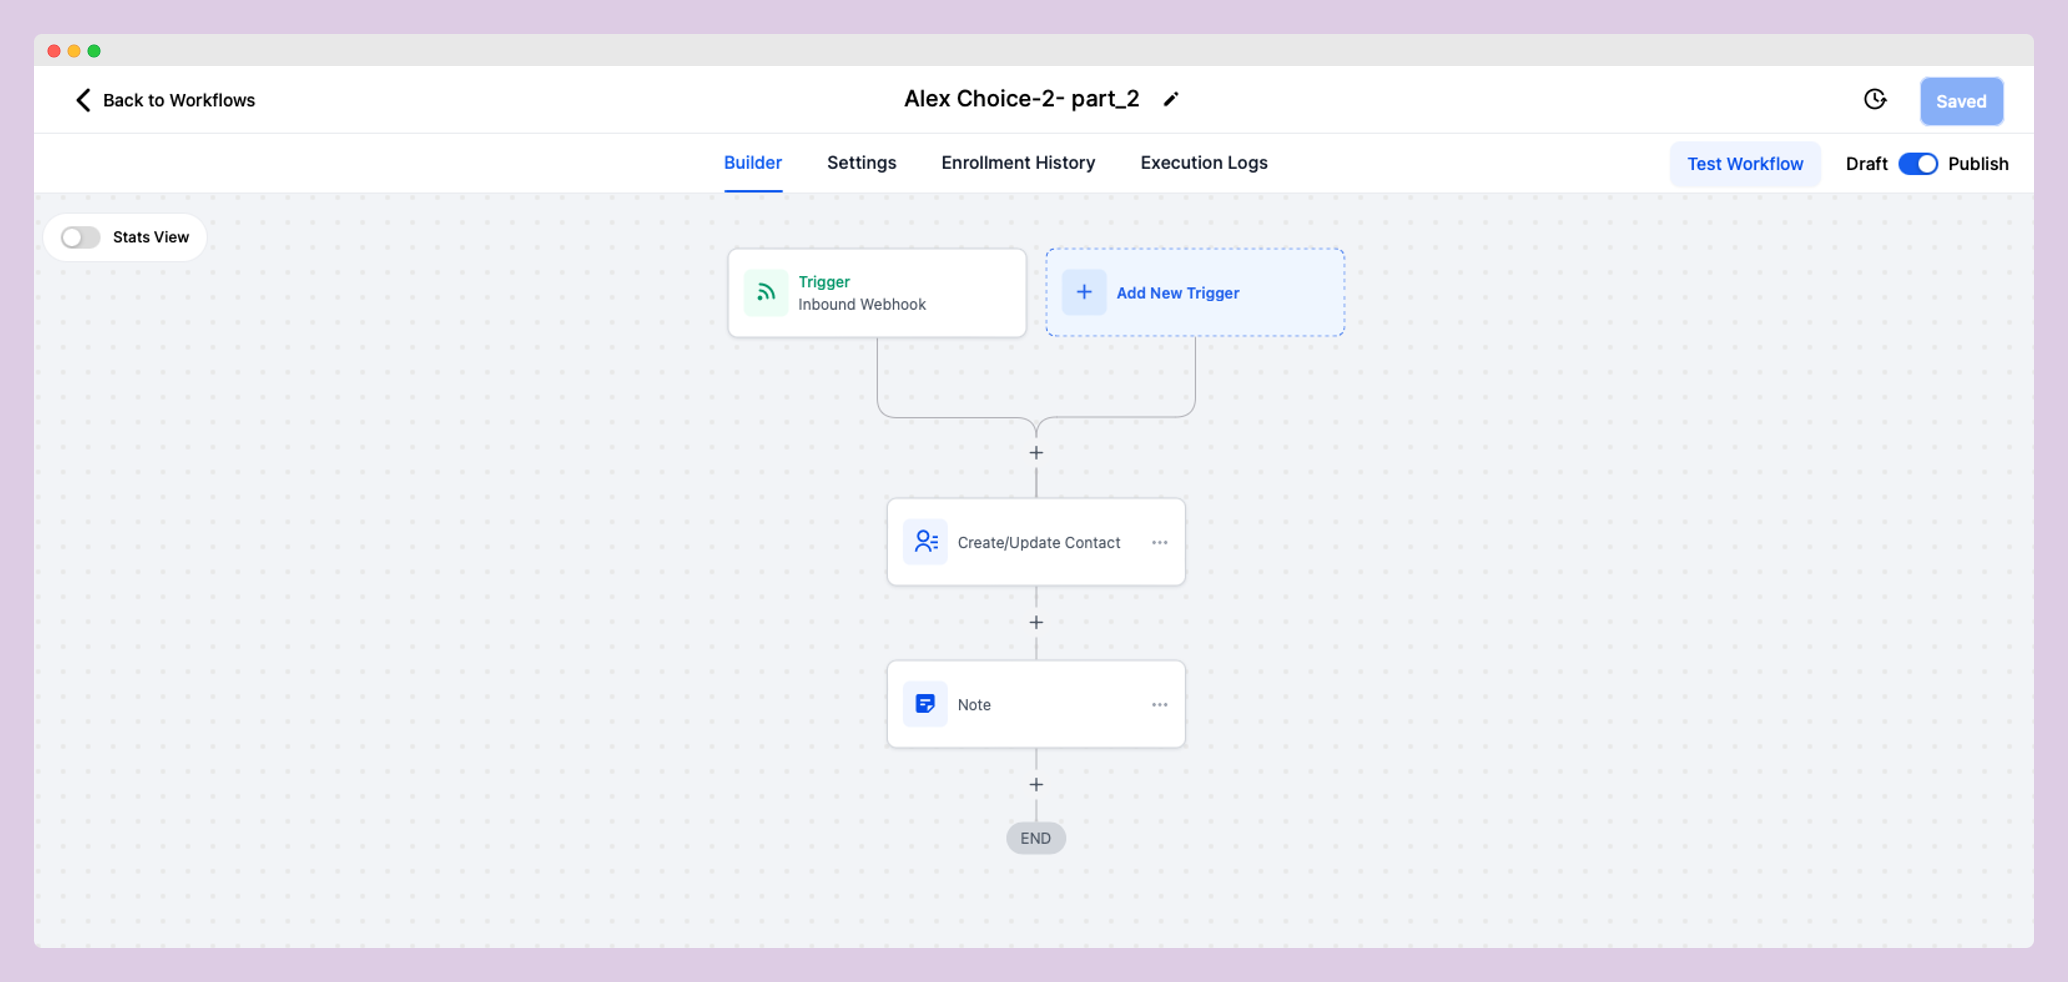 Back to Workflows
Alex Choice-2- part_2
Saved
Builder
Settings
Enrollment History
Execution Logs
Test Workflow
Draft
Publish
Stats View
Trigger
Inbound Webhook
Add New Trigger
Create/Update Contact
Note
END